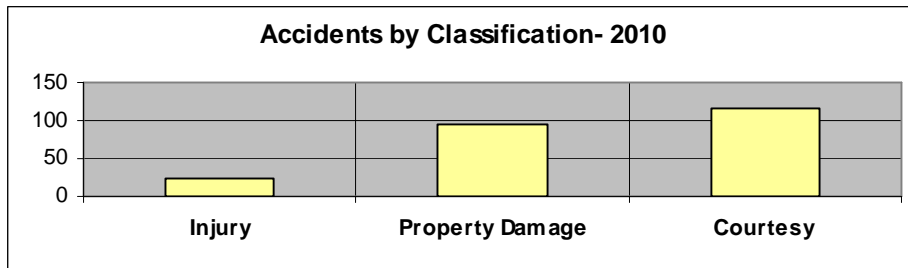 Accidents by Classification- 2010
150
100
50
0
Injury Property Damage Courtesy